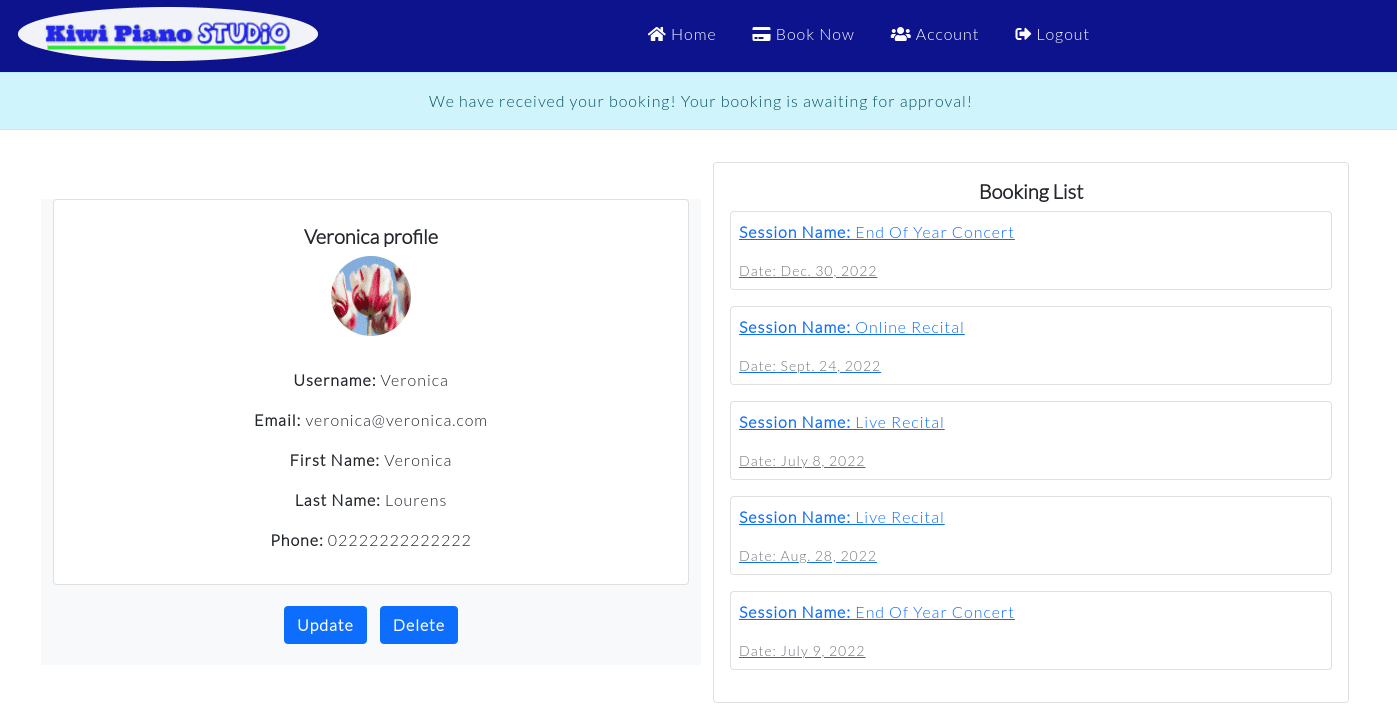 Kiwi Piano STUDiO
Home Book Now Account Logout
We have received your booking! Your booking is awaiting for approval!
Veronica profile
Username: Veronica
Email: veronica@veronica.com
First Name: Veronica
Last Name: Lourens
Phone: 02222222222222
Update Delete
Booking List
Session Name: End Of Year Concert
Date: Dec. 30, 2022
Session Name: Online Recital
Date: Sept. 24, 2022
Session Name: Live Recital
Date: July 8, 2022
Session Name: Live Recital
Date: Aug. 28, 2022
Session Name: End Of Year Concert
Date: July 9, 2022